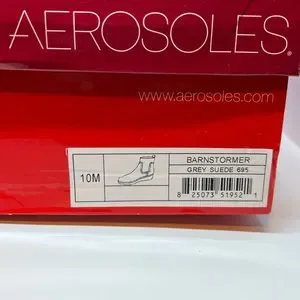 AEROSOLES®
www.aerosoles.com
10M
BARNSTORMER
GREY SUEDE 695
8 25073 51952 1